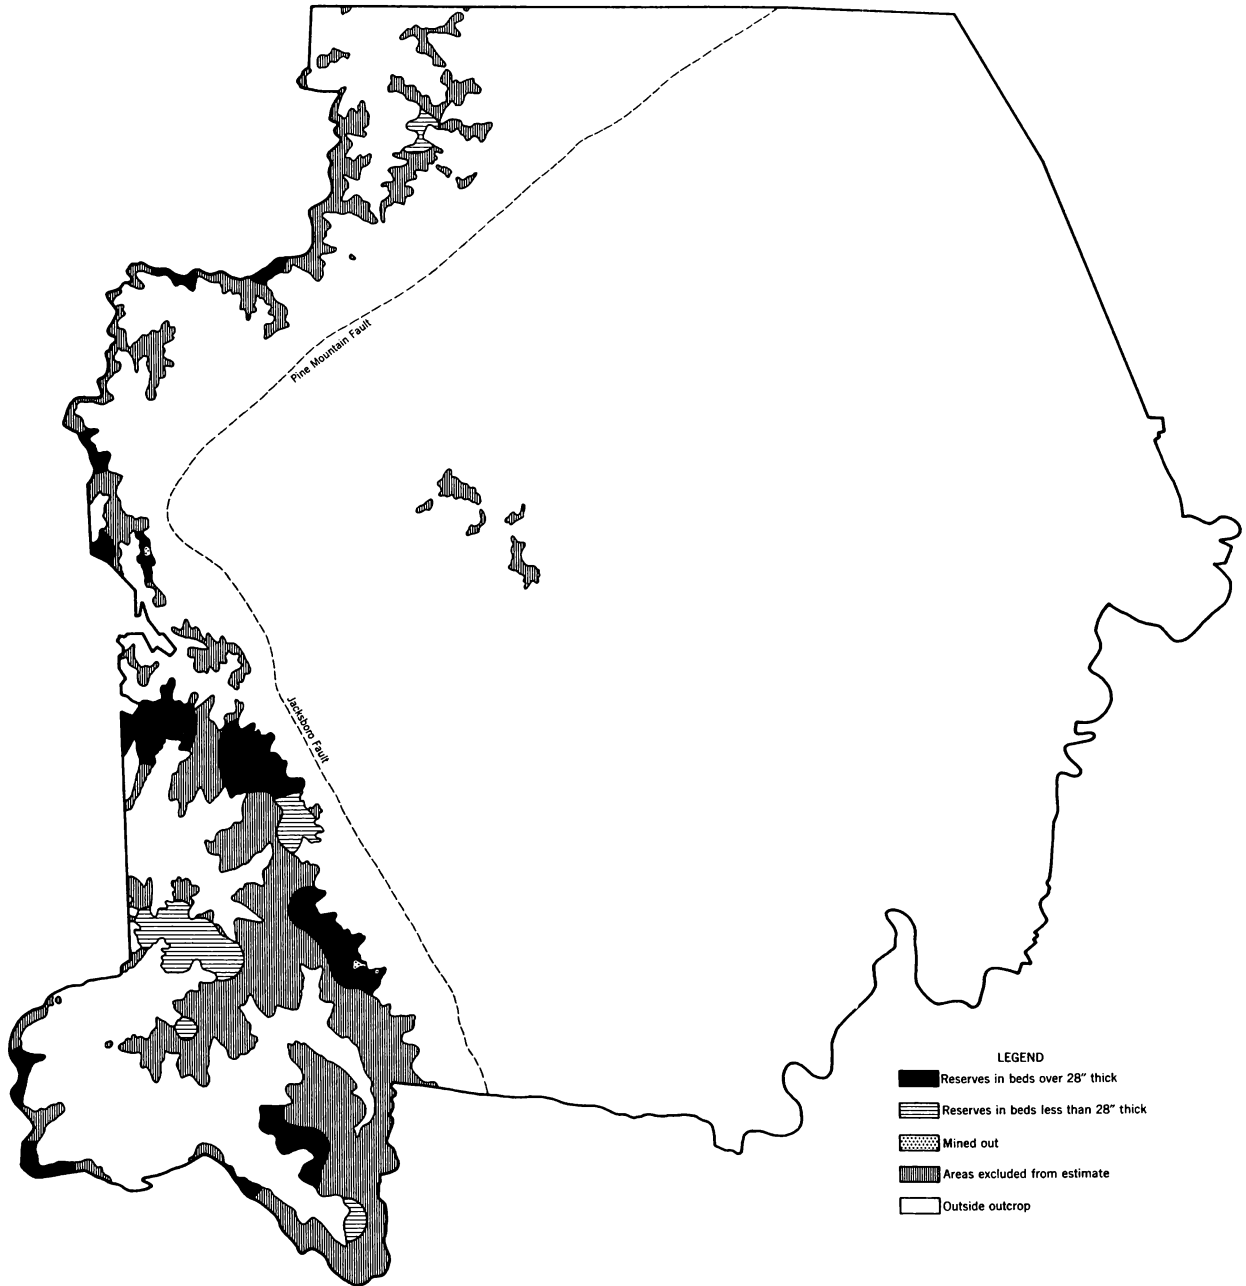 Pine Mountain Fault
Jacksboro Fault
LEGEND
Reserves in beds over 28" thick
Reserves in beds less than 28" thick
Mined out
Areas excluded from estimate
Outside outcrop